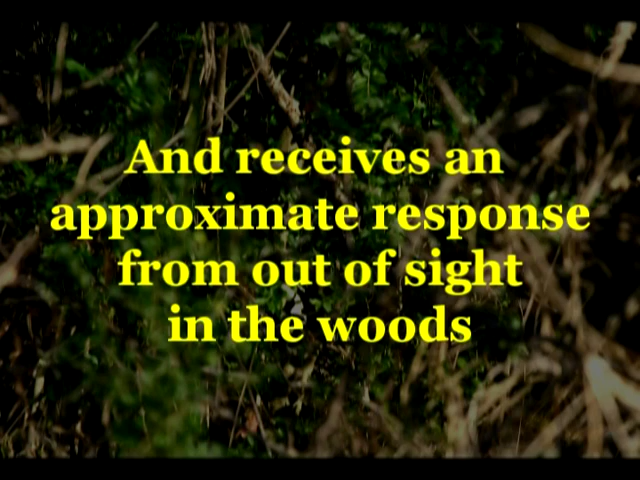 And receives an
approximate response
from out of sight
in the woods